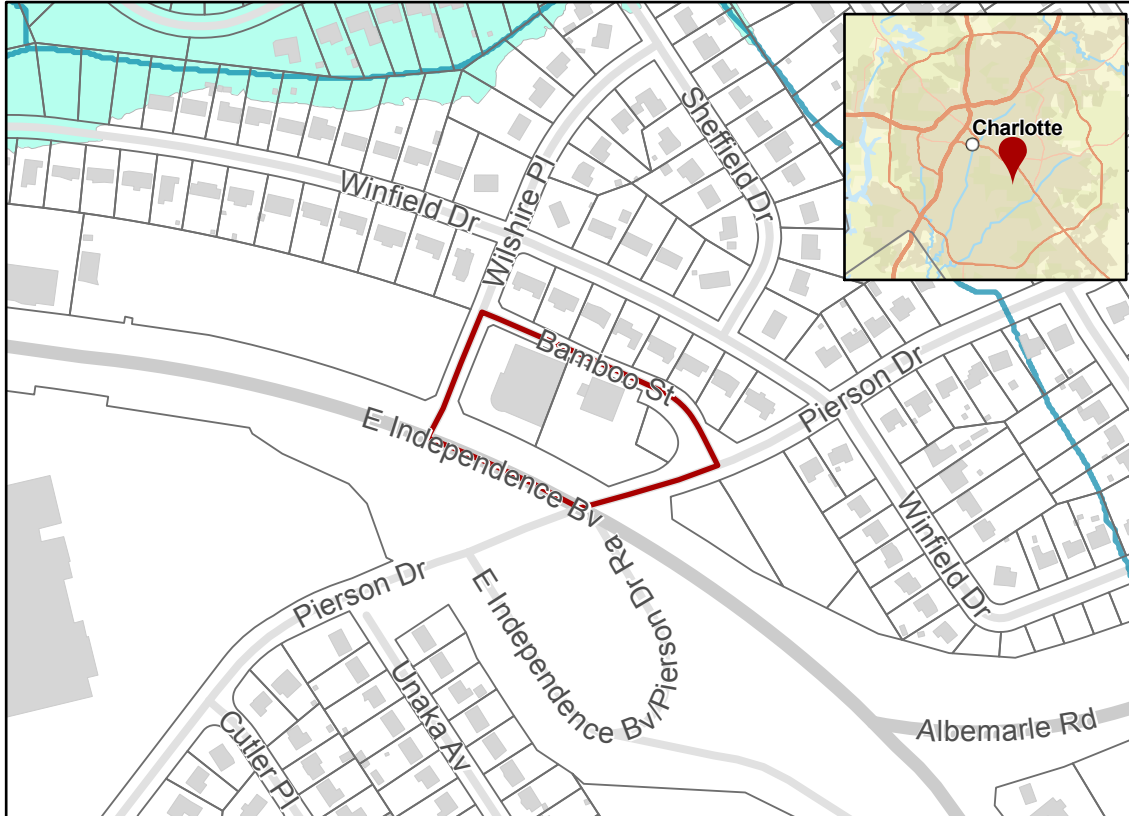 Charlotte
Sheffield Dr
Winfield Dr
Wilshire Pl
Bamboo St
Pierson Dr
E Independence Bv
E Independence Bv/Pierson Dr Ra
Winfield Dr
Pierson Dr
Unaka Av
Cutler Pl
Albemarle Rd